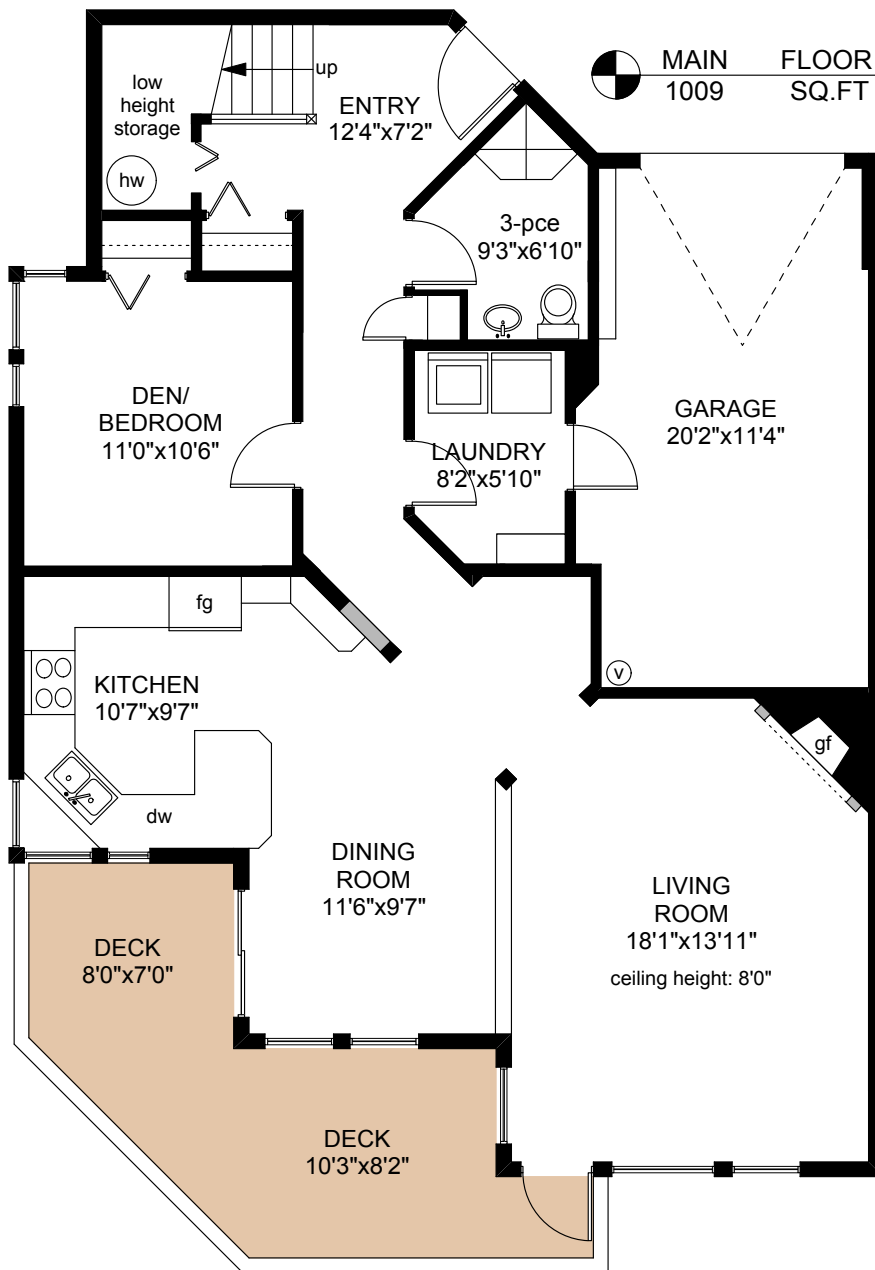 MAIN FLOOR
1009 SQ.FT
low
height
storage
up
ENTRY
12'4"x7'2"
hw
3-pce
9'3"x6'10"
DEN/
BEDROOM
11'0"x10'6"
LAUNDRY
8'2"x5'10"
GARAGE
20'2"x11'4"
fg
KITCHEN
10'7"x9'7"
v
gf
dw
DINING
ROOM
11'6"x9'7"
LIVING
ROOM
18'1"x13'11"
ceiling height: 8'0"
DECK
8'0"x7'0"
DECK
10'3"x8'2"